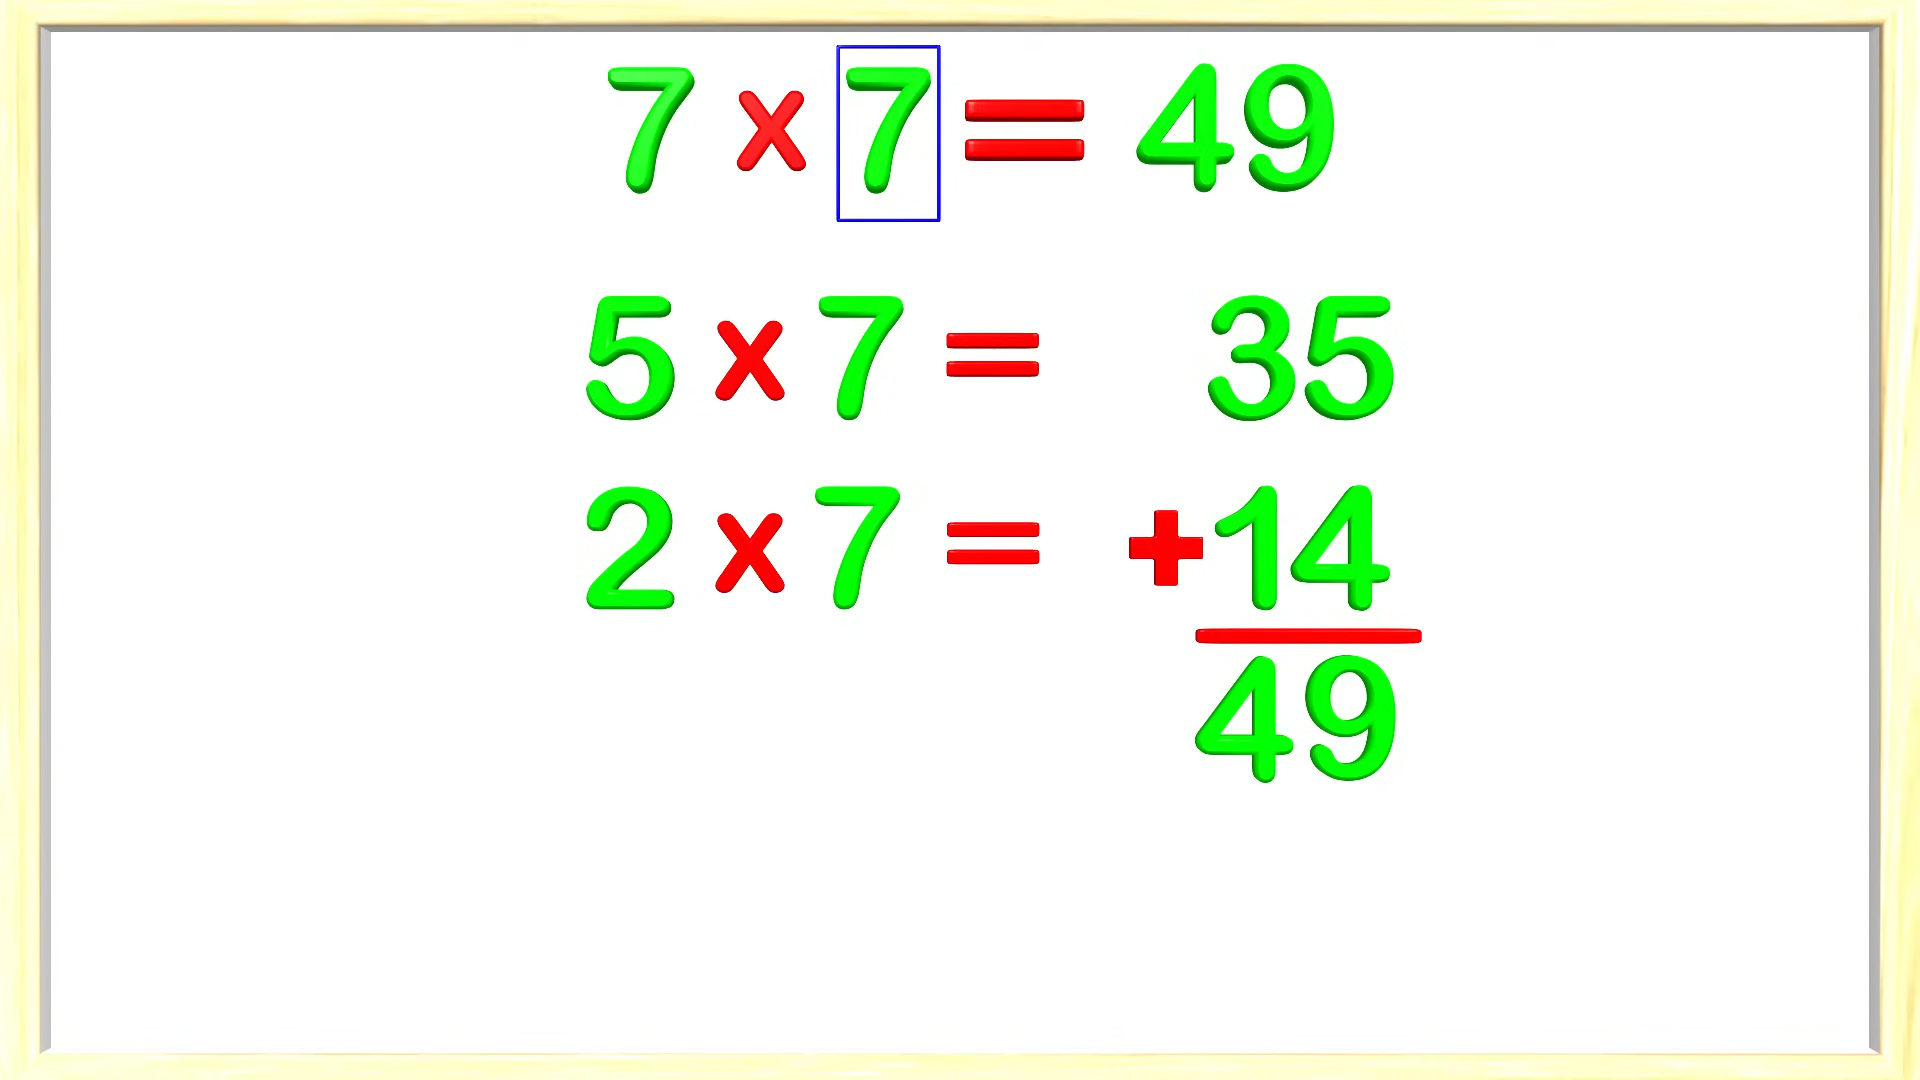 7 x 7 = 49
5 x 7 = 35
2 x 7 = +14
49